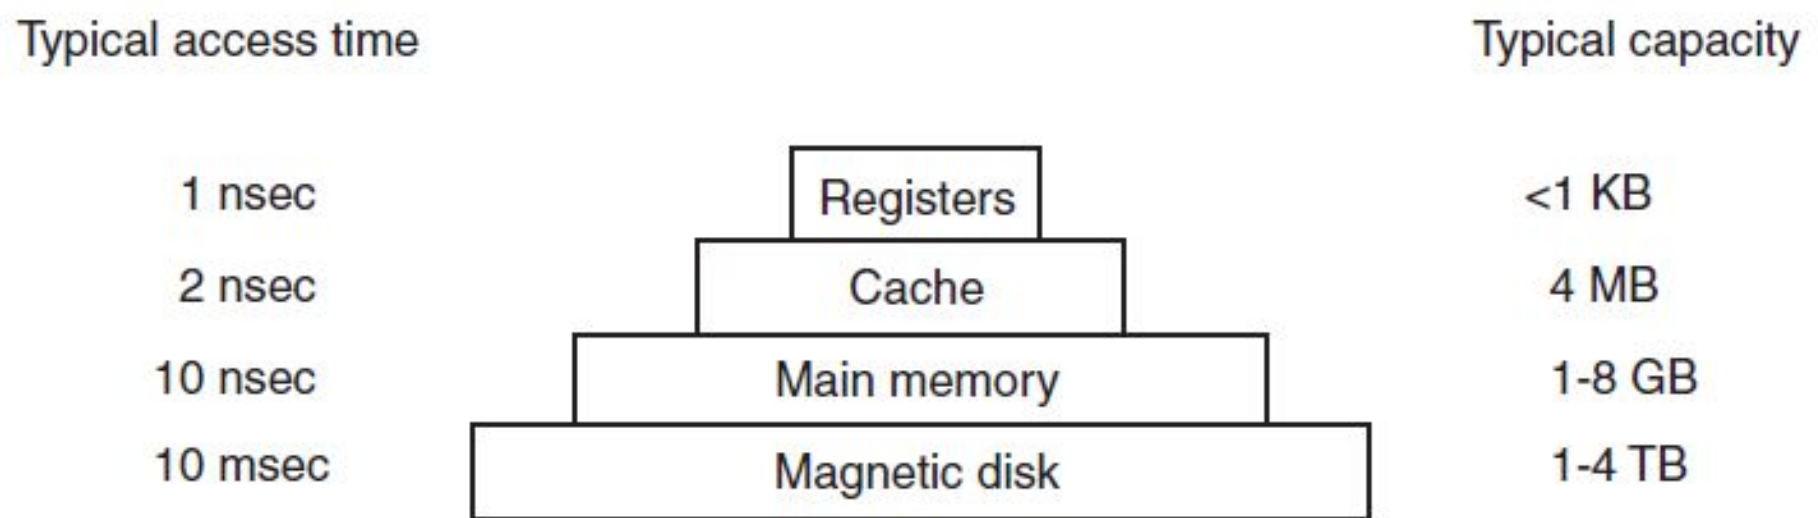 Typical access time Typical capacity
1 nsec Registers <1 KB
2 nsec Cache 4 MB
10 nsec Main memory 1-8 GB
10 msec Magnetic disk 1-4 TB